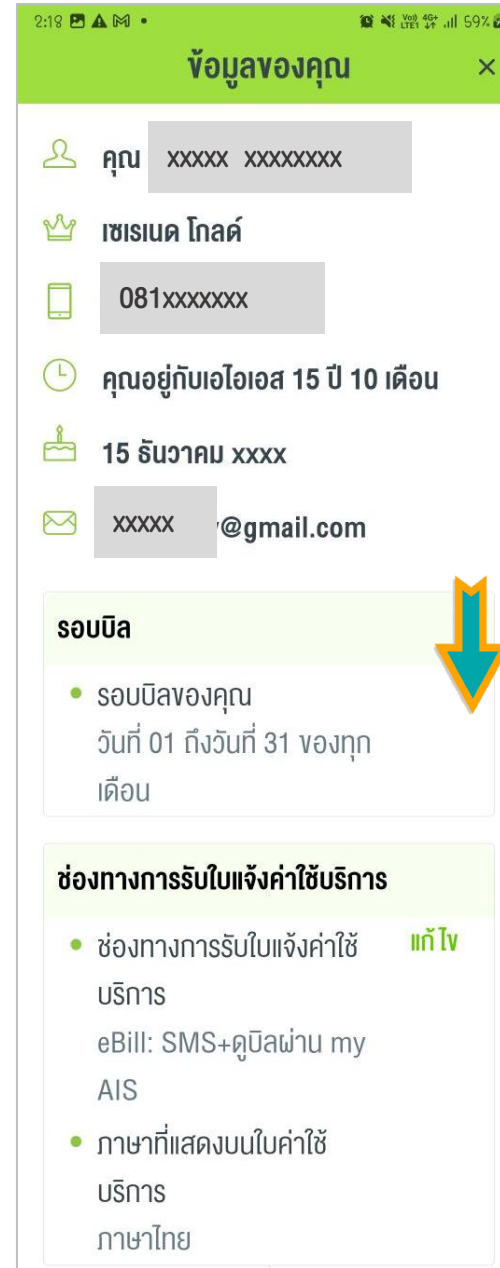 2:18
59%
ข้อมูลของคุณ
คุณ xxxxx xxxxxxxx
เซเรเนด โกลด์
081xxxxxxx
คุณอยู่กับเอไอเอส 15 ปี 10 เดือน
15 ธันวาคม xxxx
xxxxx @gmail.com
รอบบิล
รอบบิลของคุณ
วันที่ 01 ถึงวันที่ 31 ของทุก
เดือน
ช่องทางการรับใบแจ้งค่าใช้บริการ
ช่องทางการรับใบแจ้งค่าใช้
บริการ
แก้ไข
eBill: SMS+ดูบิลผ่าน my
AIS
ภาษาที่แสดงบนใบค่าใช้
บริการ
ภาษาไทย